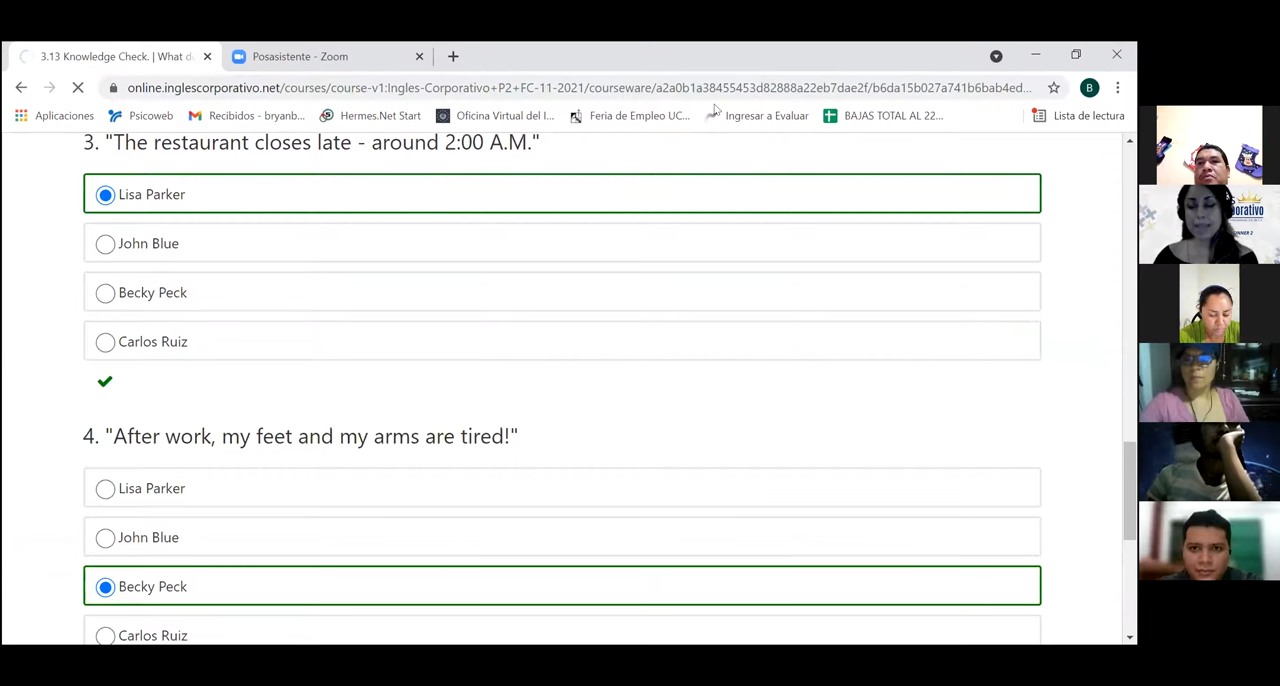 3.13 Knowledge Check. | What d
Posasistente - Zoom
online.inglescorporativo.net/courses/course-v1:Ingles-Corporativo+P2+FC-11-2021/courseware/a2a0b1a38455453d82888a22eb7dae2f/b6da15b027a741b6bab4ed...
B
Aplicaciones
Psicoweb
Recibidos - bryanb...
Hermes.Net Start
Oficina Virtual del I...
Feria de Empleo UC...
Ingresar a Evaluar
BAJAS TOTAL AL 22...
Lista de lectura
3. "The restaurant closes late - around 2:00 A.M."
Lisa Parker
John Blue
Becky Peck
Carlos Ruiz
4. "After work, my feet and my arms are tired!"
Lisa Parker
John Blue
Becky Peck
Carlos Ruiz